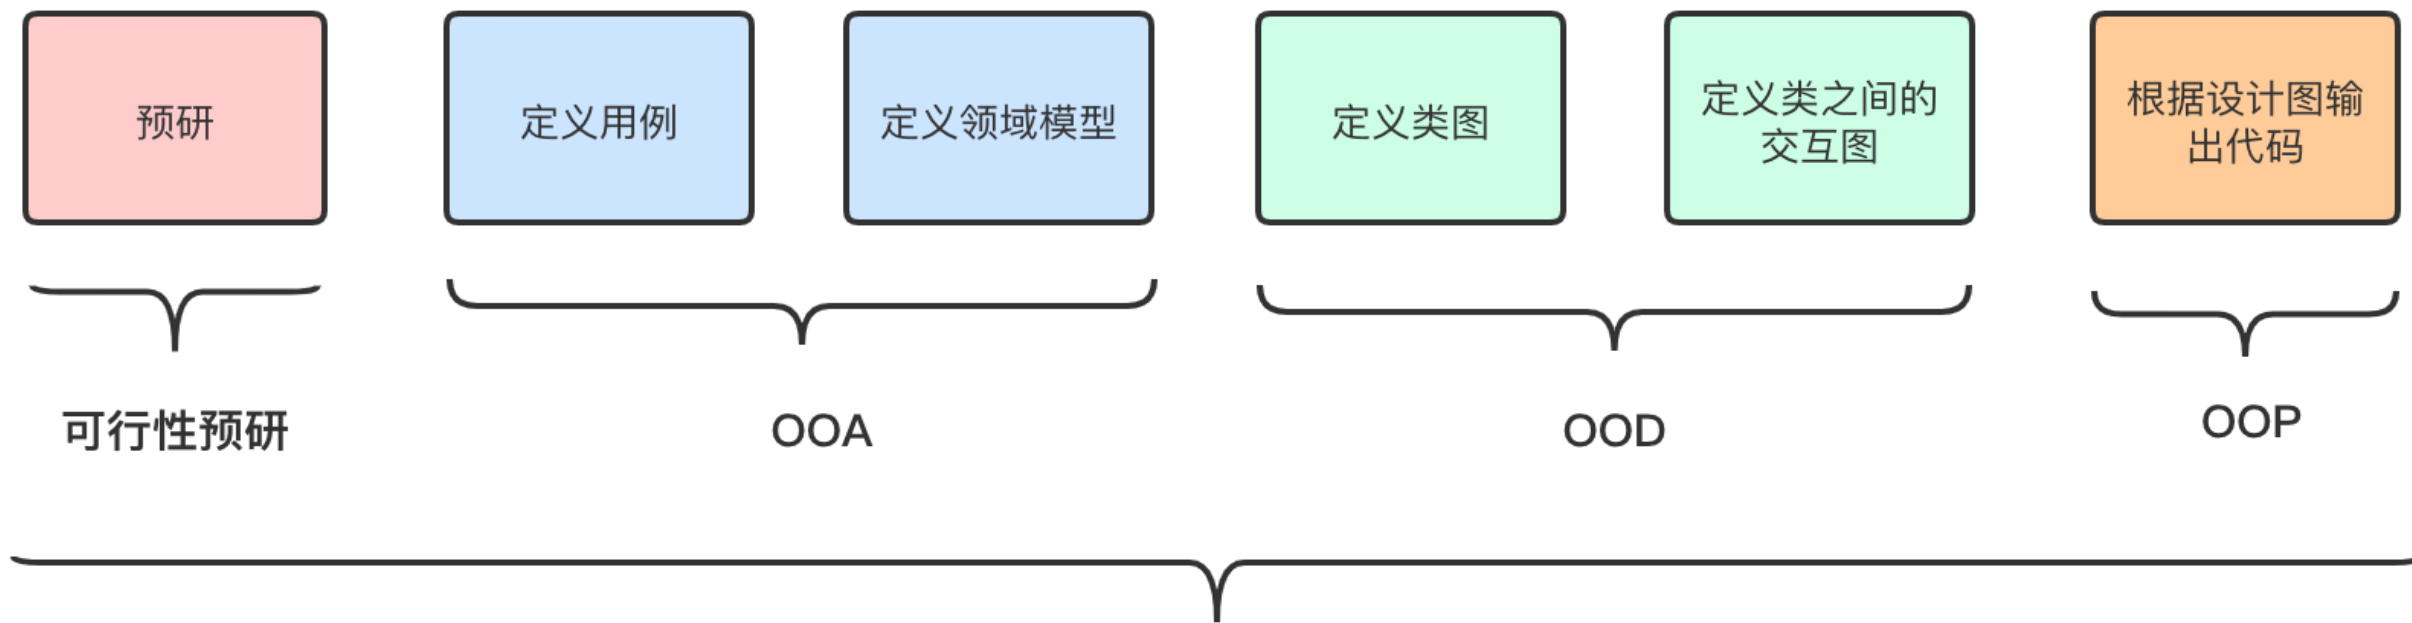 预研
定义用例
定义领域模型
定义类图
定义类之间的
交互图
根据设计图输
出代码
可行性预研
OOA
OOD
OOP